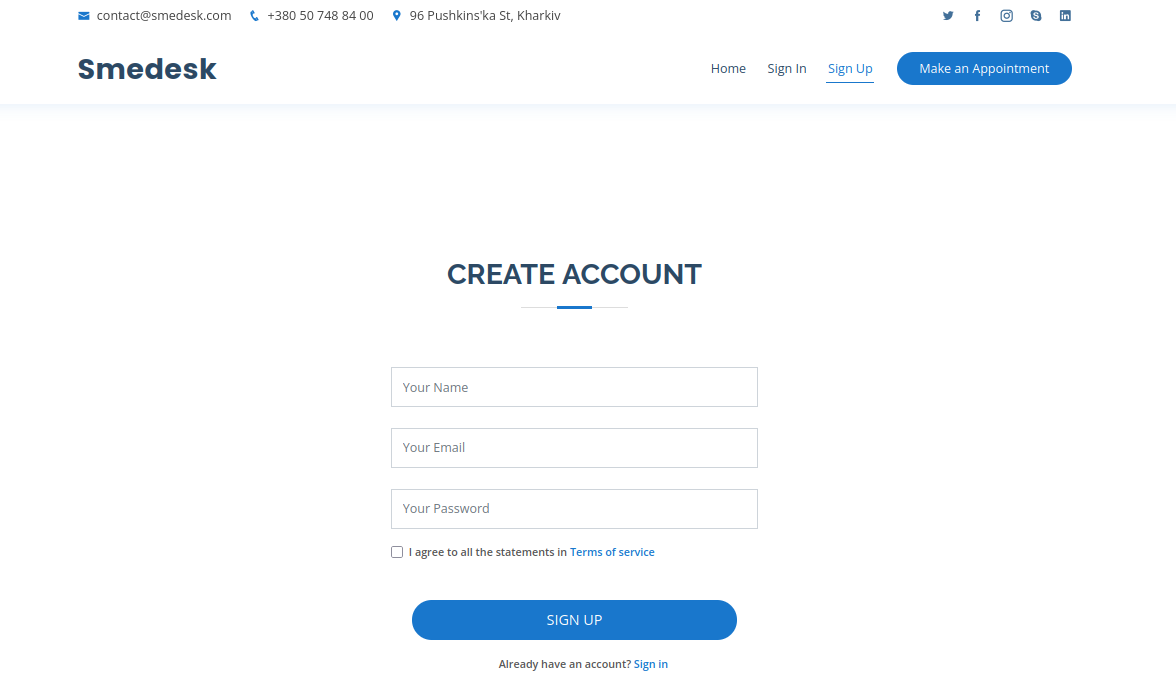 contact@smedesk.com +380 50 748 84 00 96 Pushkins'ka St, Kharkiv
Smedesk Home Sign In Sign Up Make an Appointment
CREATE ACCOUNT
Your Name
Your Email
Your Password
I agree to all the statements in Terms of service
SIGN UP
Already have an account? Sign in